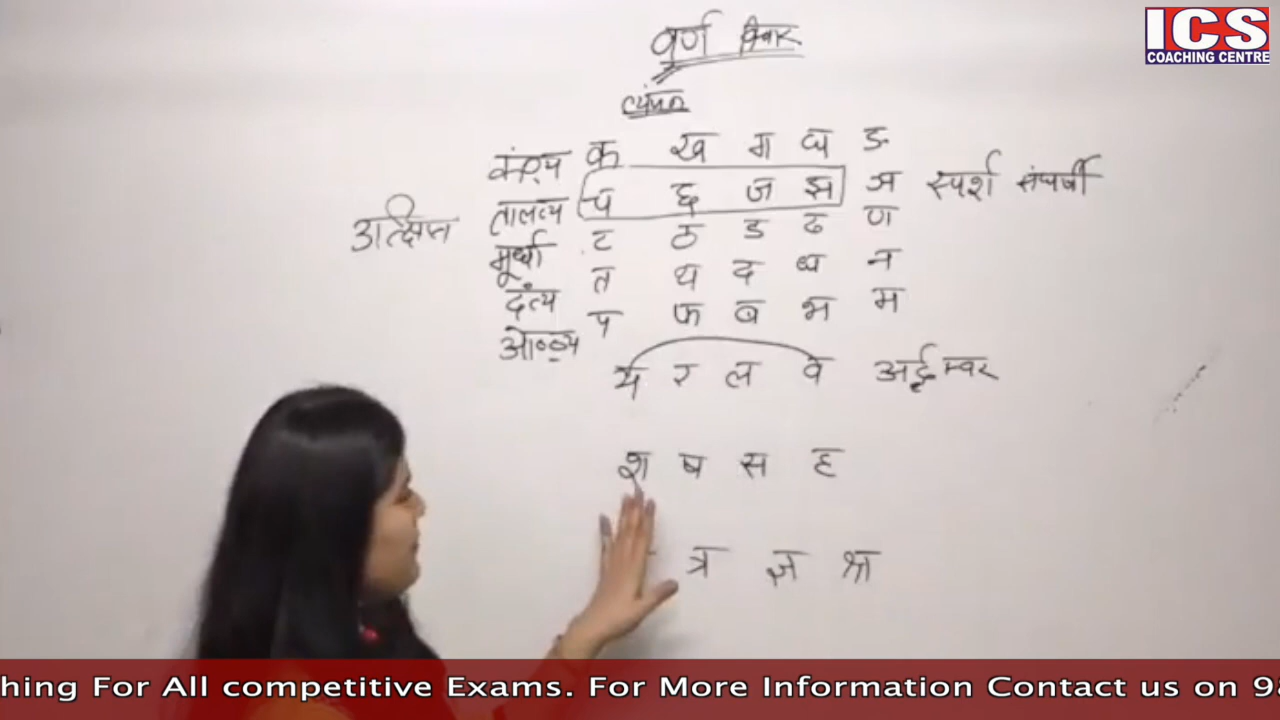 ICS
COACHING CENTRE
वर्ण विचार
व्यंजन
कंठ्य क ख ग घ ङ
तालव्य च छ ज झ ञ स्पर्श संघर्षी
उत्क्षिप्त
मूर्धा ट ठ ड ढ ण
दंत्य त थ द ध न
ओष्ठ्य प फ ब भ म
य र ल व अर्द्धस्वर
श ष स ह
त्र ज्ञ श्र
hing For All competitive Exams. For More Information Contact us on 98